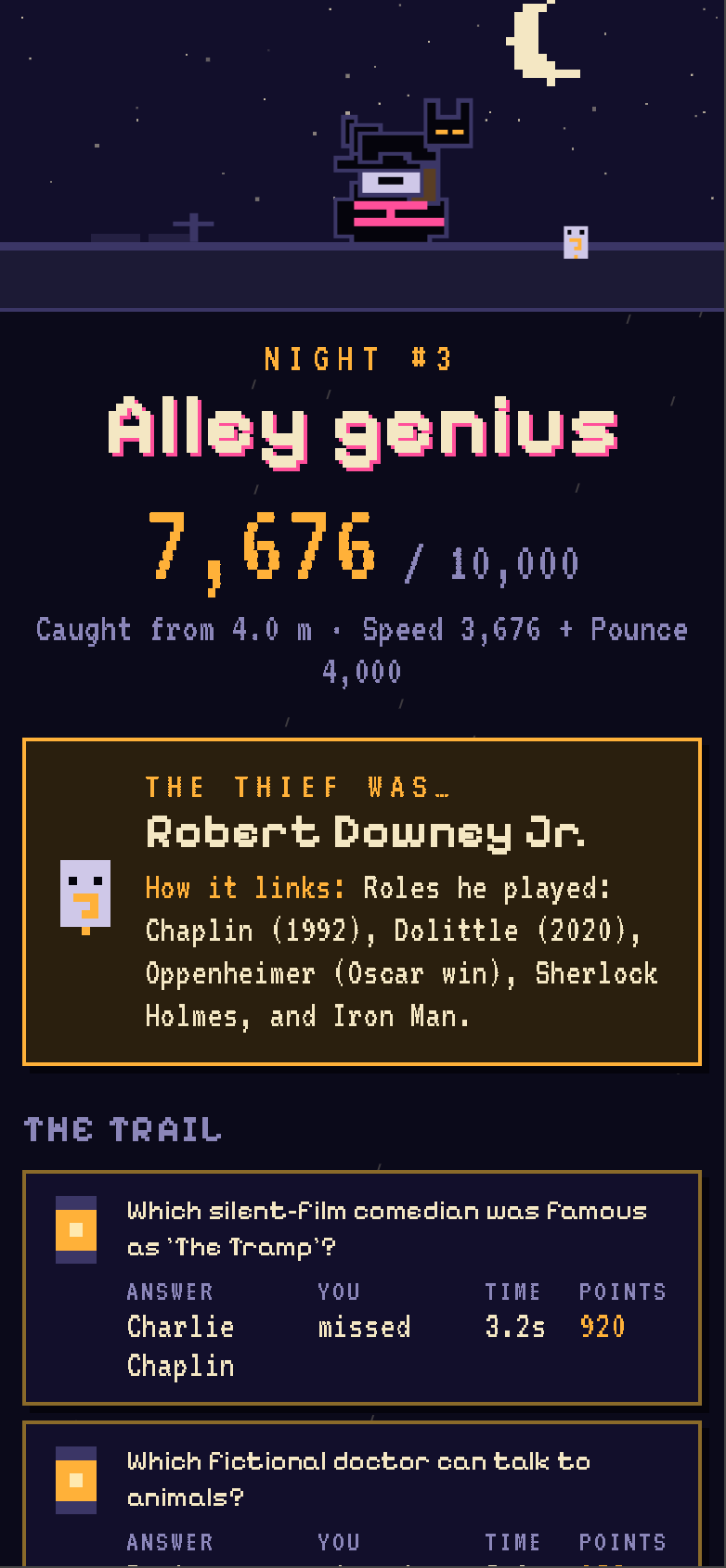 NIGHT #3
Alley genius
7,676 / 10,000
Caught from 4.0 m · Speed 3,676 + Pounce
4,000
THE THIEF WAS…
Robert Downey Jr.
How it links: Roles he played:
Chaplin (1992), Dolittle (2020),
Oppenheimer (Oscar win), Sherlock
Holmes, and Iron Man.
THE TRAIL
Which silent-film comedian was famous
as 'The Tramp'?
ANSWER YOU TIME POINTS
Charlie missed 3.2s 920
Chaplin
Which fictional doctor can talk to
animals?
ANSWER YOU TIME POINTS